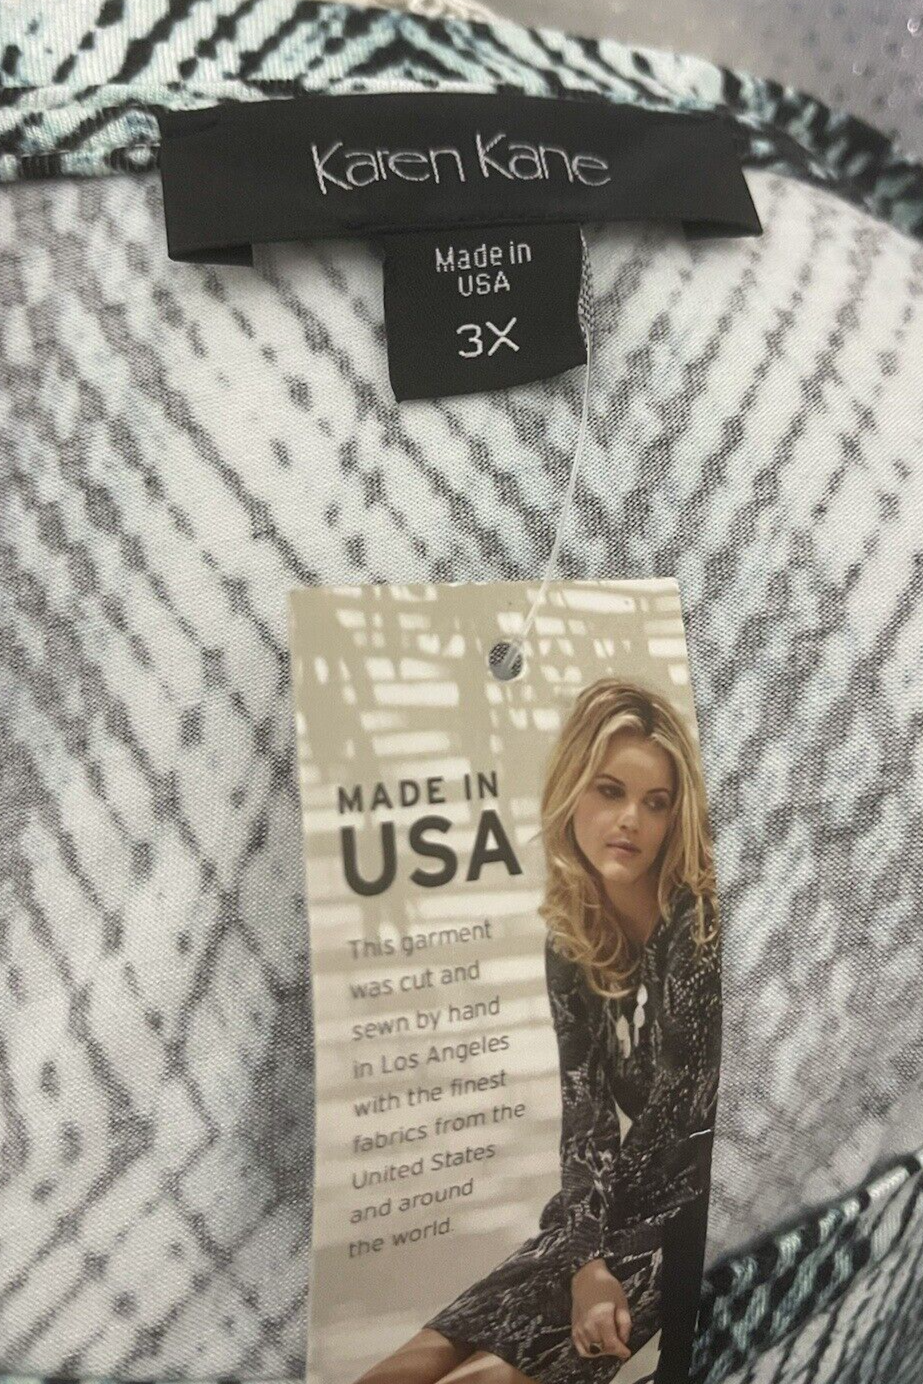 Karen Kane
Made in
USA
3X
MADE IN
USA
This garment
was cut and
sewn by hand
in Los Angeles
with the finest
fabrics from the
United States
and around
the world.